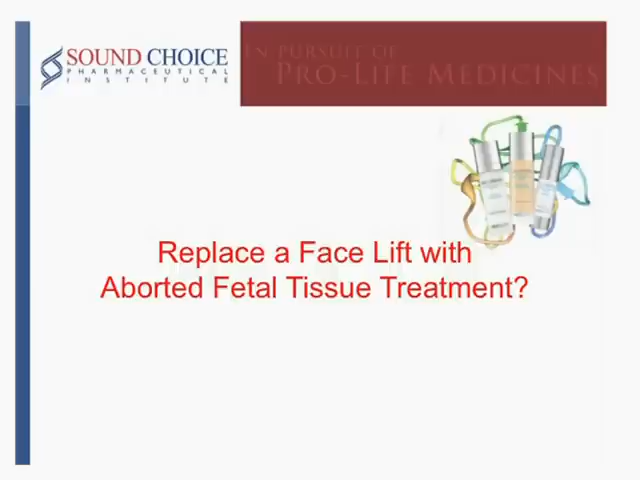 SOUND CHOICE
PHARMACEUTICAL
INSTITUTE
IN PURSUIT OF
PRO-LIFE MEDICINES
Replace a Face Lift with
Aborted Fetal Tissue Treatment?